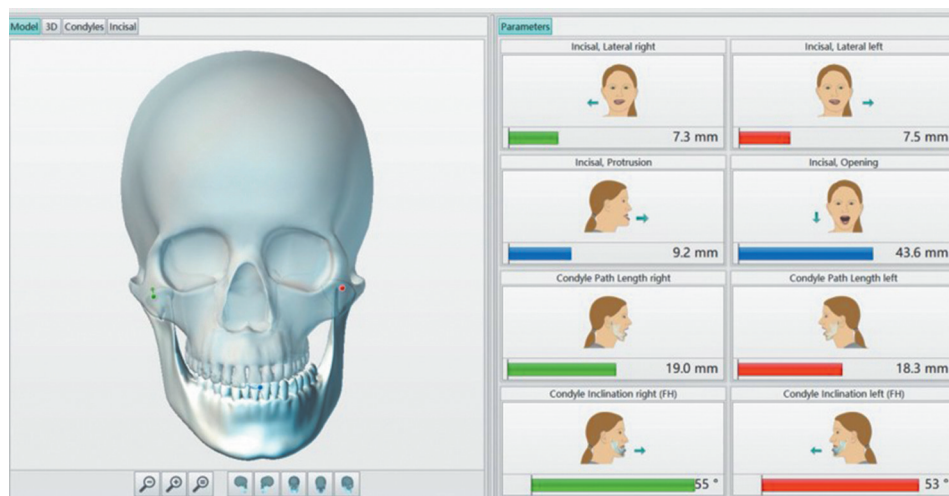 Model 3D Condyles Incisal
Parameters
Incisal, Lateral right
7.3 mm
Incisal, Lateral left
7.5 mm
Incisal, Protrusion
9.2 mm
Incisal, Opening
43.6 mm
Condyle Path Length right
19.0 mm
Condyle Path Length left
18.3 mm
Condyle Inclination right (FH)
55 °
Condyle Inclination left (FH)
53 °